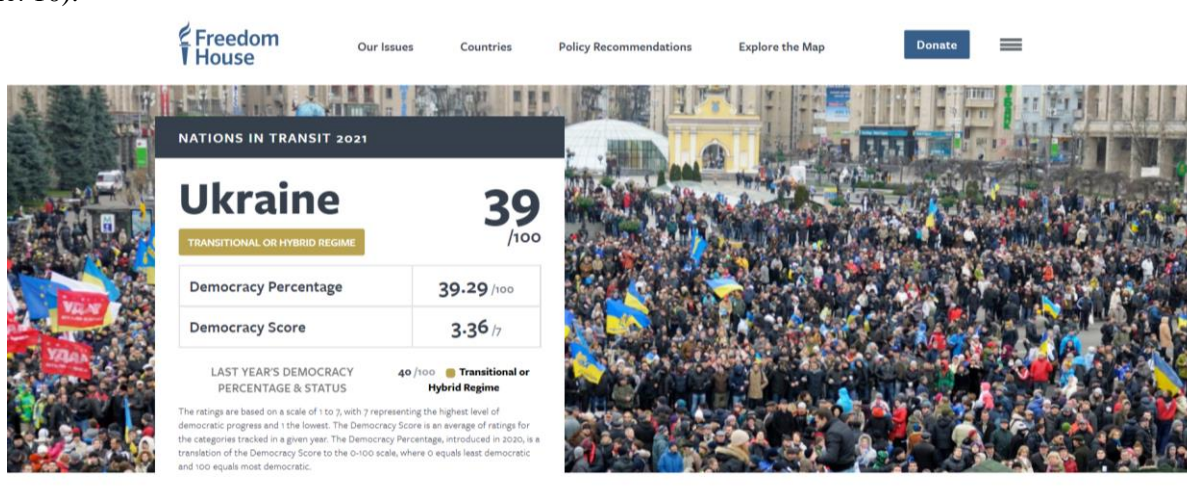 Freedom
House
Our Issues
Countries
Policy Recommendations
Explore the Map
Donate
NATIONS IN TRANSIT 2021
Ukraine
39
/100
TRANSITIONAL OR HYBRID REGIME
Democracy Percentage
39.29 /100
Democracy Score
3.36 /7
LAST YEAR'S DEMOCRACY
PERCENTAGE & STATUS
40 /100 Transitional or
Hybrid Regime
The ratings are based on a scale of 1 to 7, with 7 representing the highest level of
democratic progress and 1 the lowest. The Democracy Score is an average of ratings for
the categories tracked in a given year. The Democracy Percentage, introduced in 2020, is a
translation of the Democracy Score to the 0-100 scale, where 0 equals least democratic
and 100 equals most democratic.
УДАР